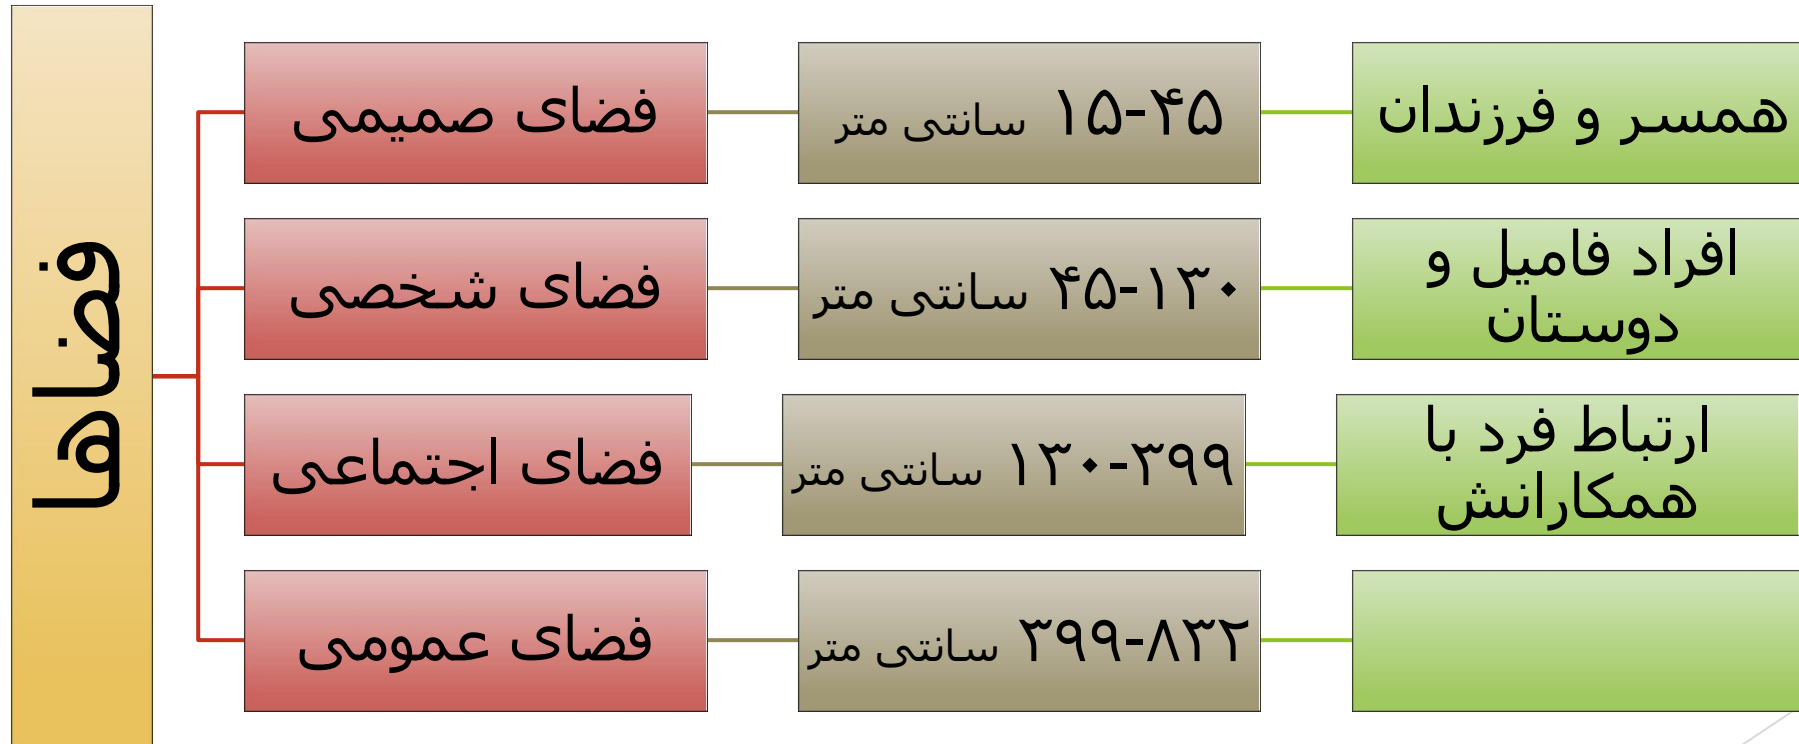 فضاها
فضای صمیمی
۱۵-۴۵ سانتی متر
همسر و فرزندان
فضای شخصی
۴۵-۱۳۰ سانتی متر
افراد فامیل و
دوستان
فضای اجتماعی
۱۳۰-۳۹۹ سانتی متر
ارتباط فرد با
همکارانش
فضای عمومی
۳۹۹-۸۳۲ سانتی متر